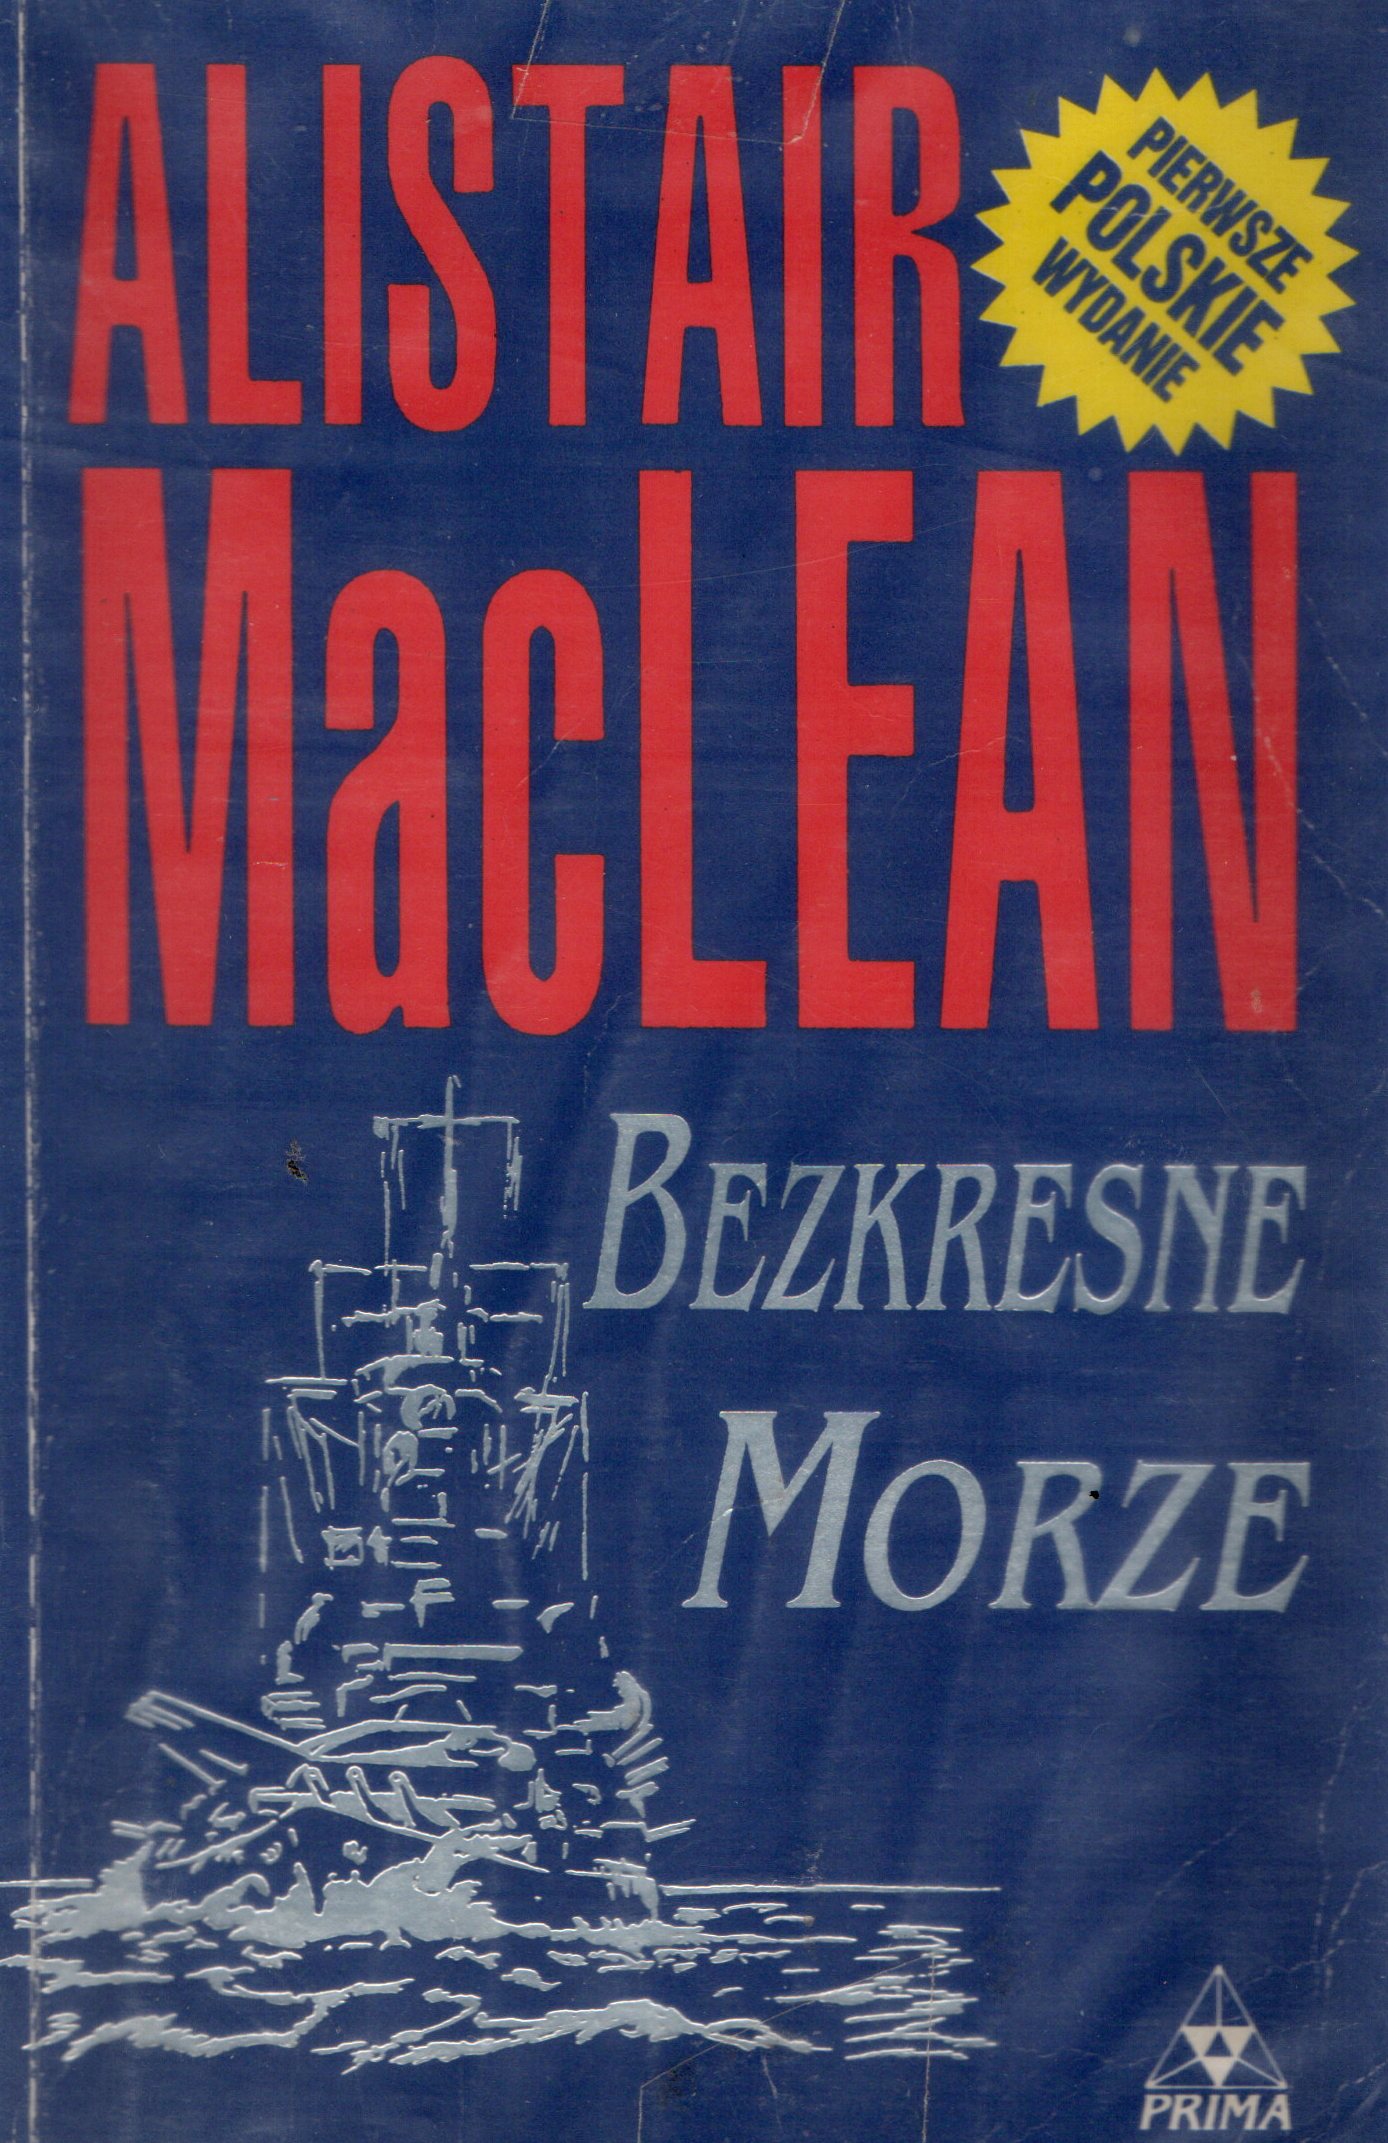 ALISTAIR
PIERWSZE
POLSKIE
WYDANIE
MacLEAN
BEZKRESNE
MORZE
PRIMA